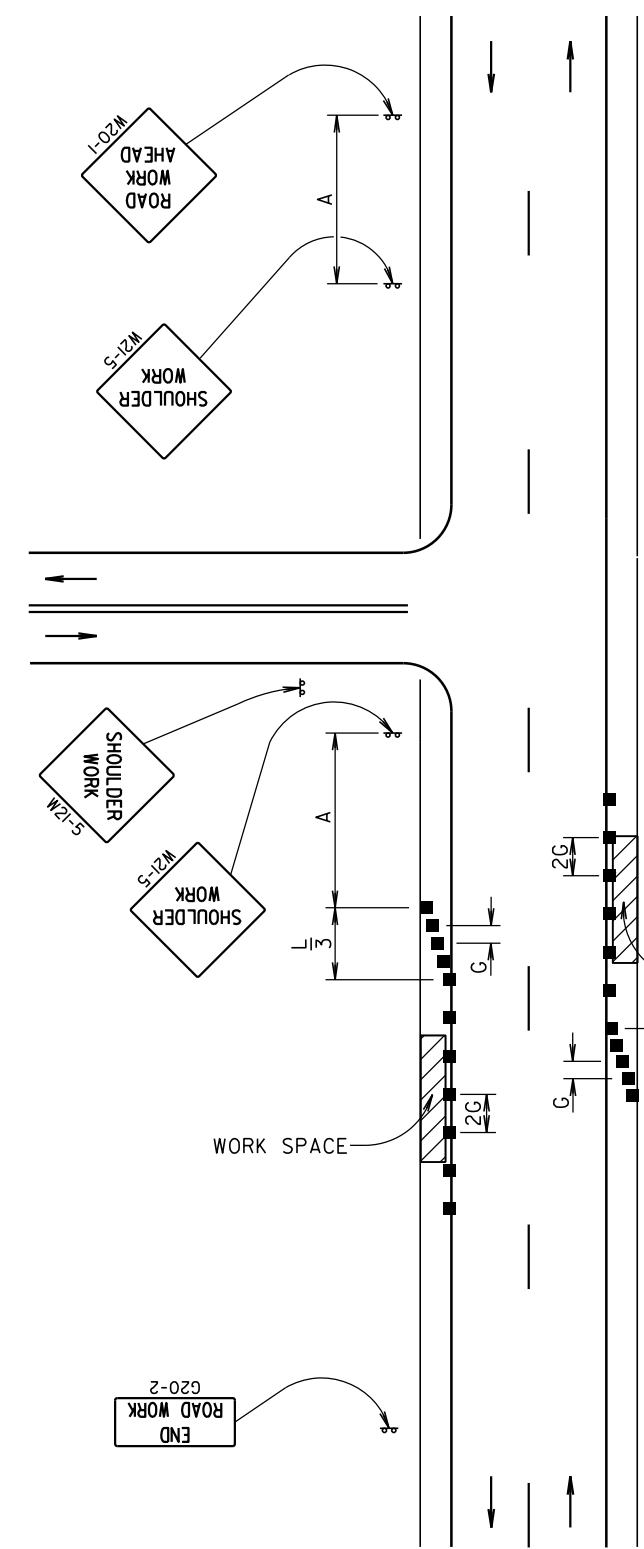 W20-1
ROAD
WORK
AHEAD
A
W21-5
SHOULDER
WORK
W21-5
SHOULDER
WORK
A
W21-5
SHOULDER
WORK
L
3
G
2G
2G
G
WORK SPACE
G20-2
END
ROAD WORK